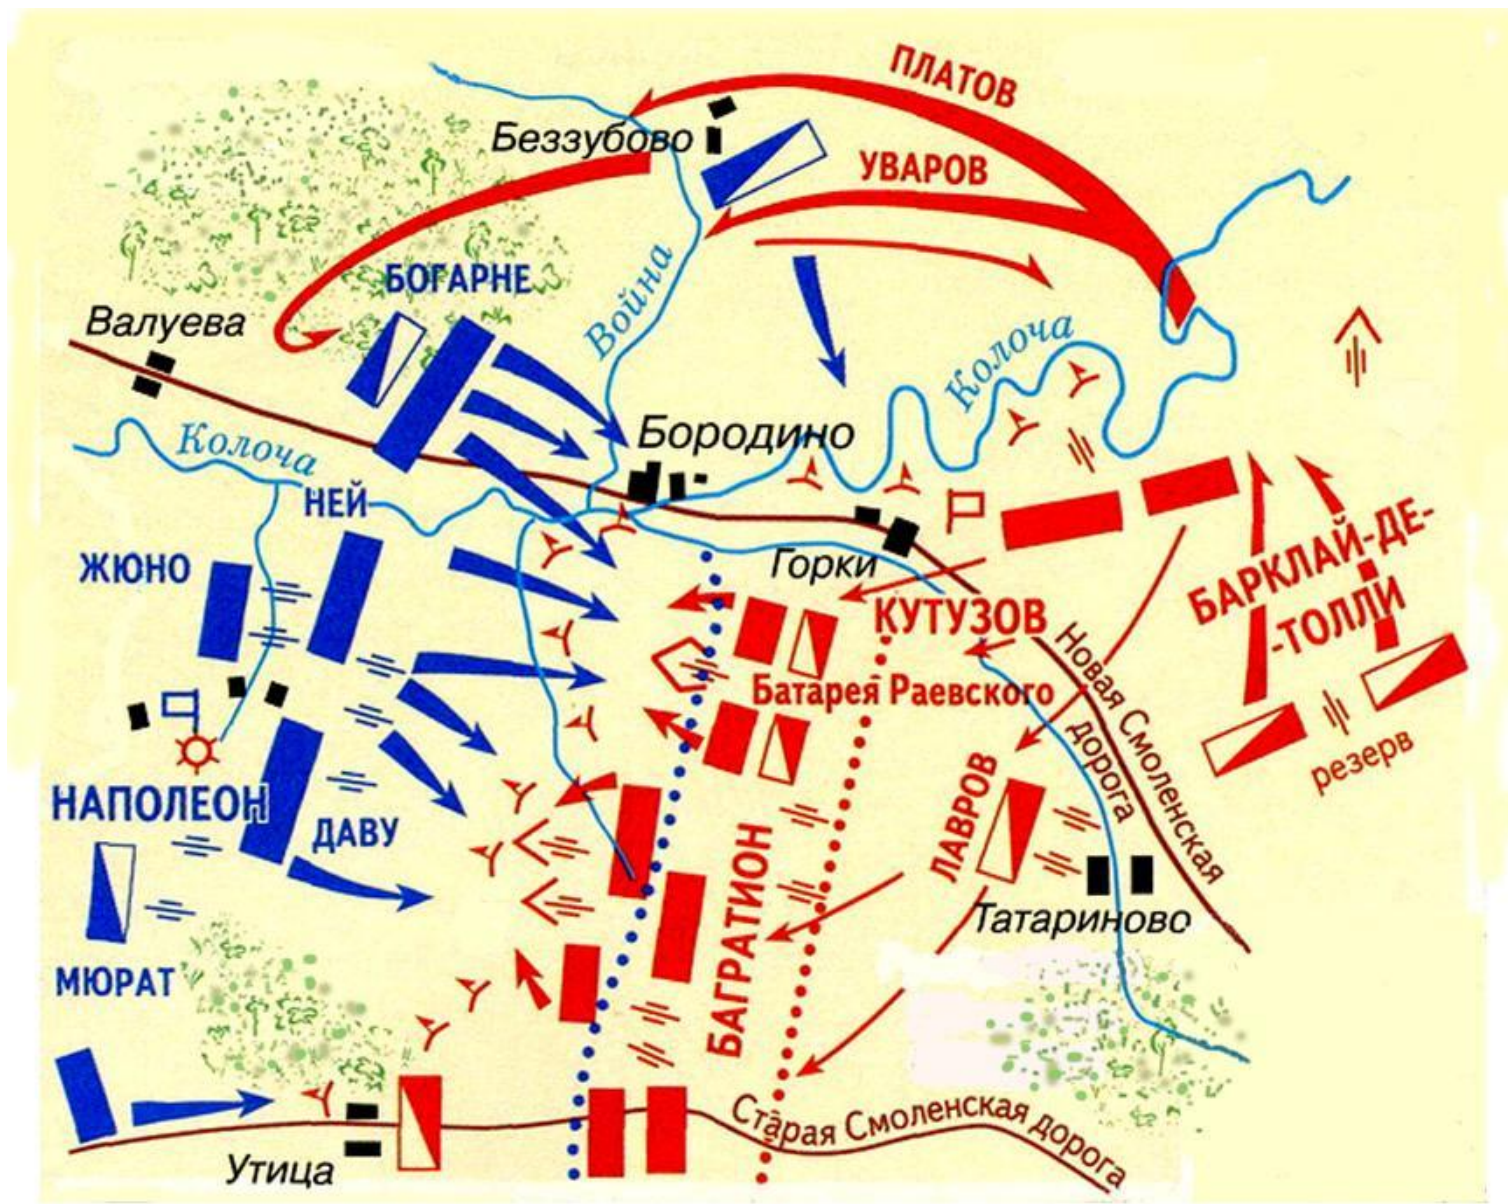 ПЛАТОВ
Беззубово
УВАРОВ
Война
БОГАРНЕ
Валуева
Колоча
Колоча
Бородино
НЕЙ
ЖЮНО
Горки
БАРКЛАЙ-ДЕ-
-ТОЛЛИ
КУТУЗОВ
Батарея Раевского
Новая Смоленская
дорога
резерв
НАПОЛЕОН
ДАВУ
ЛАВРОВ
БАГРАТИОН
Татариново
МЮРАТ
Старая Смоленская дорога
Утица